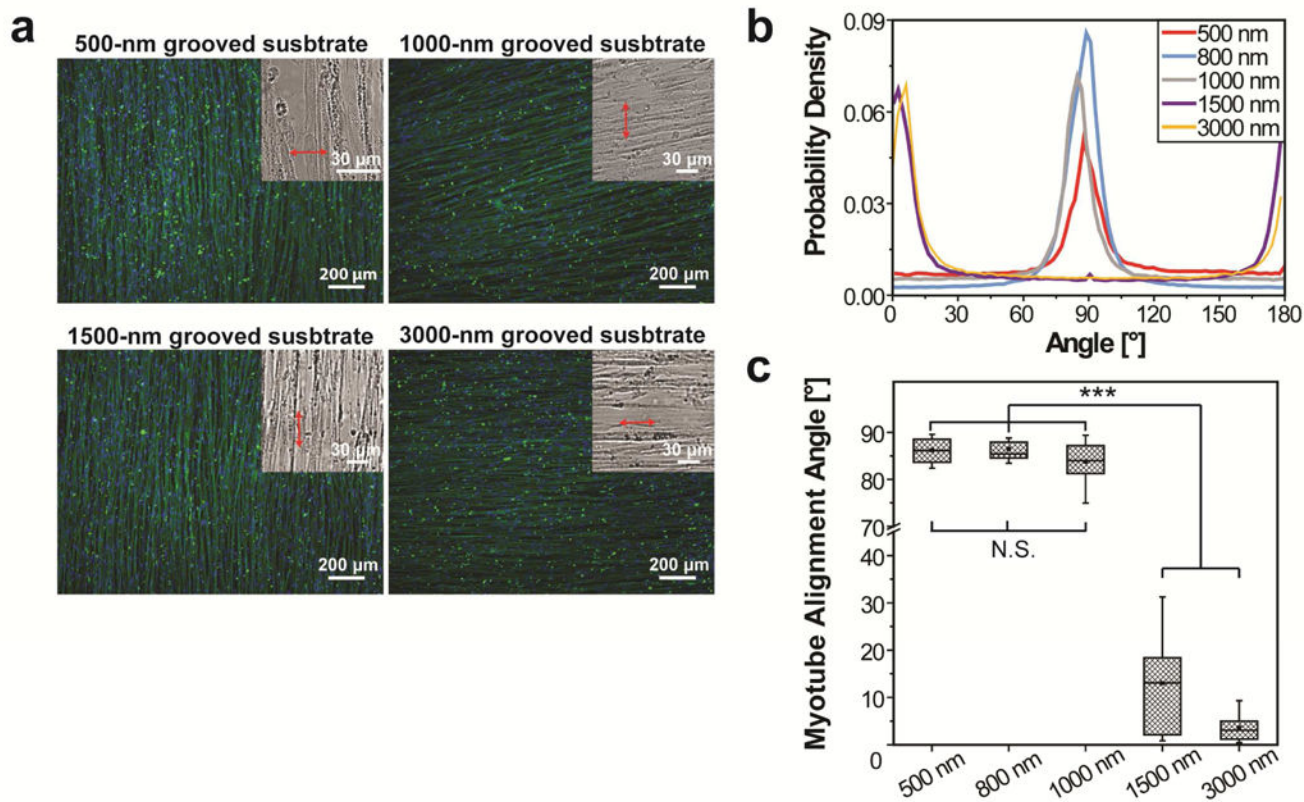 a
500-nm grooved susbtrate
1000-nm grooved susbtrate
30 µm
200 µm
30 µm
200 µm
1500-nm grooved susbtrate
3000-nm grooved susbtrate
30 µm
200 µm
30 µm
200 µm
b
0.09
0.06
0.03
0.00
Probability Density
500 nm
800 nm
1000 nm
1500 nm
3000 nm
0 30 60 90 120 150 180
Angle [°]
c
Myotube Alignment Angle [°]
90
80
70
40
30
20
10
0
***
N.S.
500 nm
800 nm
1000 nm
1500 nm
3000 nm